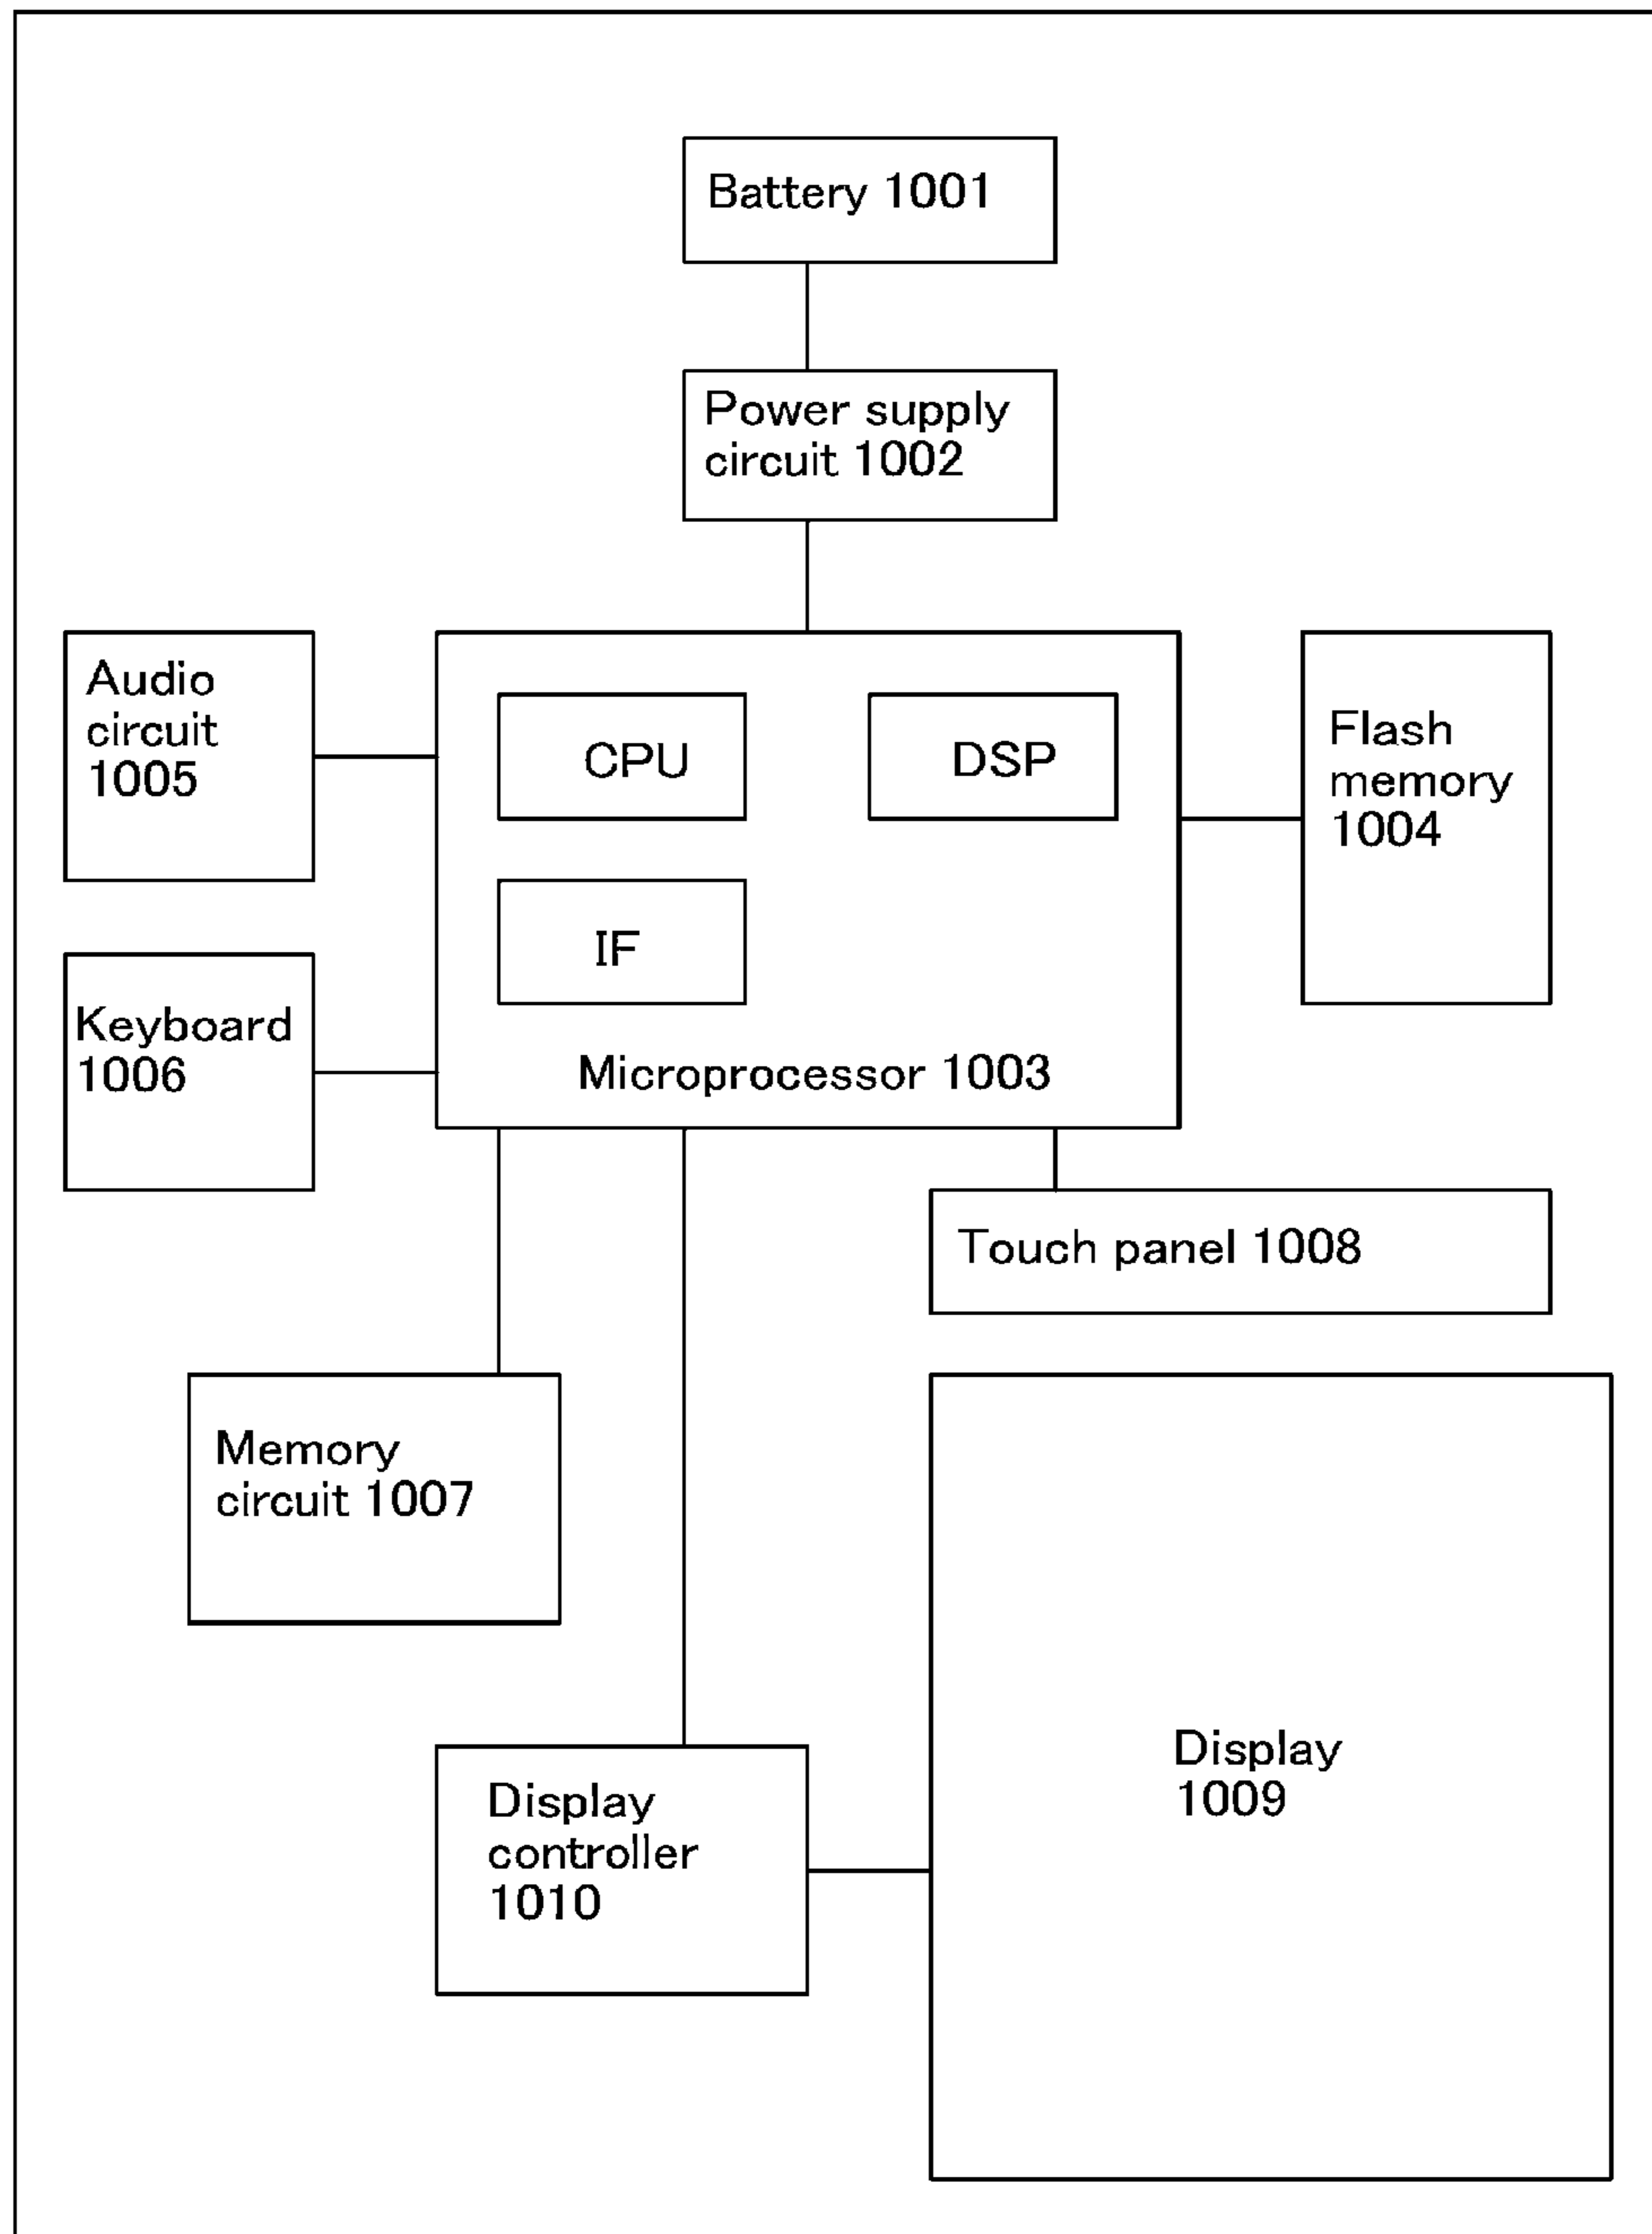 Battery 1001
Power supply
circuit 1002
Audio
circuit
1005
CPU
DSP
Flash
memory
1004
IF
Keyboard
1006
Microprocessor 1003
Touch panel 1008
Memory
circuit 1007
Display
1009
Display
controller
1010